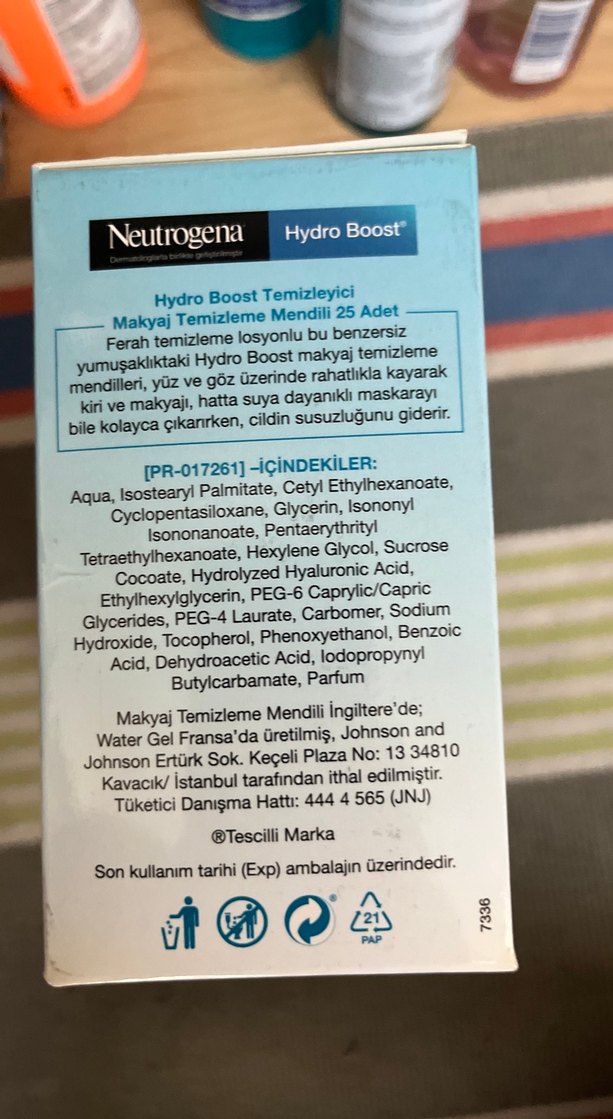 Neutrogena®
Dermatologlarla birlikte geliştirilmiştir
Hydro Boost®
Hydro Boost Temizleyici
Makyaj Temizleme Mendili 25 Adet
Ferah temizleme losyonlu bu benzersiz
yumuşaklıktaki Hydro Boost makyaj temizleme
mendilleri, yüz ve göz üzerinde rahatlıkla kayarak
kiri ve makyajı, hatta suya dayanıklı maskarayı
bile kolayca çıkarırken, cildin susuzluğunu giderir.
[PR-017261] –İÇİNDEKİLER:
Aqua, Isostearyl Palmitate, Cetyl Ethylhexanoate,
Cyclopentasiloxane, Glycerin, Isononyl
Isononanoate, Pentaerythrityl
Tetraethylhexanoate, Hexylene Glycol, Sucrose
Cocoate, Hydrolyzed Hyaluronic Acid,
Ethylhexylglycerin, PEG-6 Caprylic/Capric
Glycerides, PEG-4 Laurate, Carbomer, Sodium
Hydroxide, Tocopherol, Phenoxyethanol, Benzoic
Acid, Dehydroacetic Acid, Iodopropynyl
Butylcarbamate, Parfum
Makyaj Temizleme Mendili İngiltere'de;
Water Gel Fransa'da üretilmiş, Johnson and
Johnson Ertürk Sok. Keçeli Plaza No: 13 34810
Kavacık/ İstanbul tarafından ithal edilmiştir.
Tüketici Danışma Hattı: 444 4 565 (JNJ)
®Tescilli Marka
Son kullanım tarihi (Exp) ambalajın üzerindedir.
®
21
PAP
7336